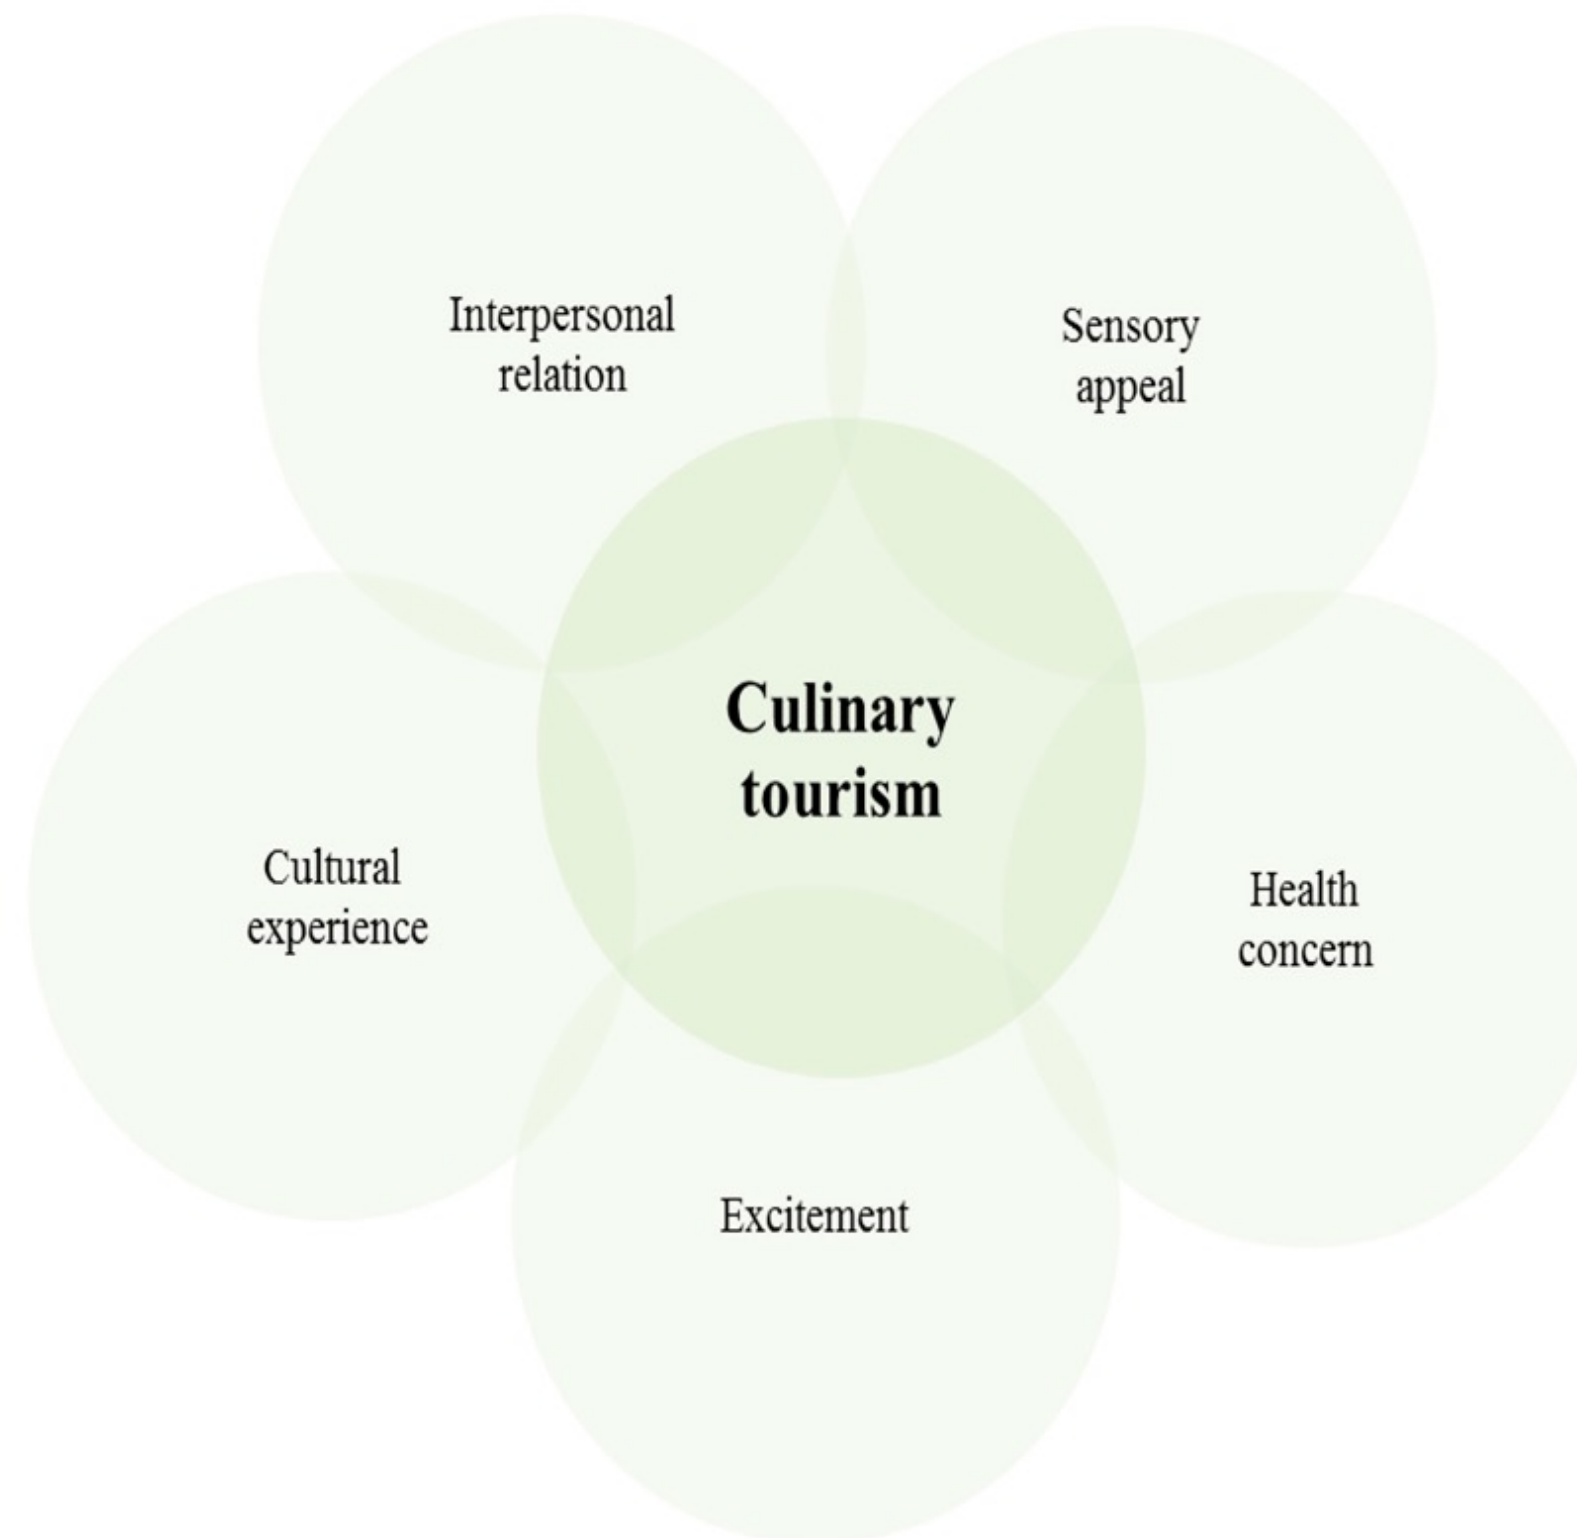 Interpersonal
relation
Sensory
appeal
Culinary
tourism
Cultural
experience
Health
concern
Excitement